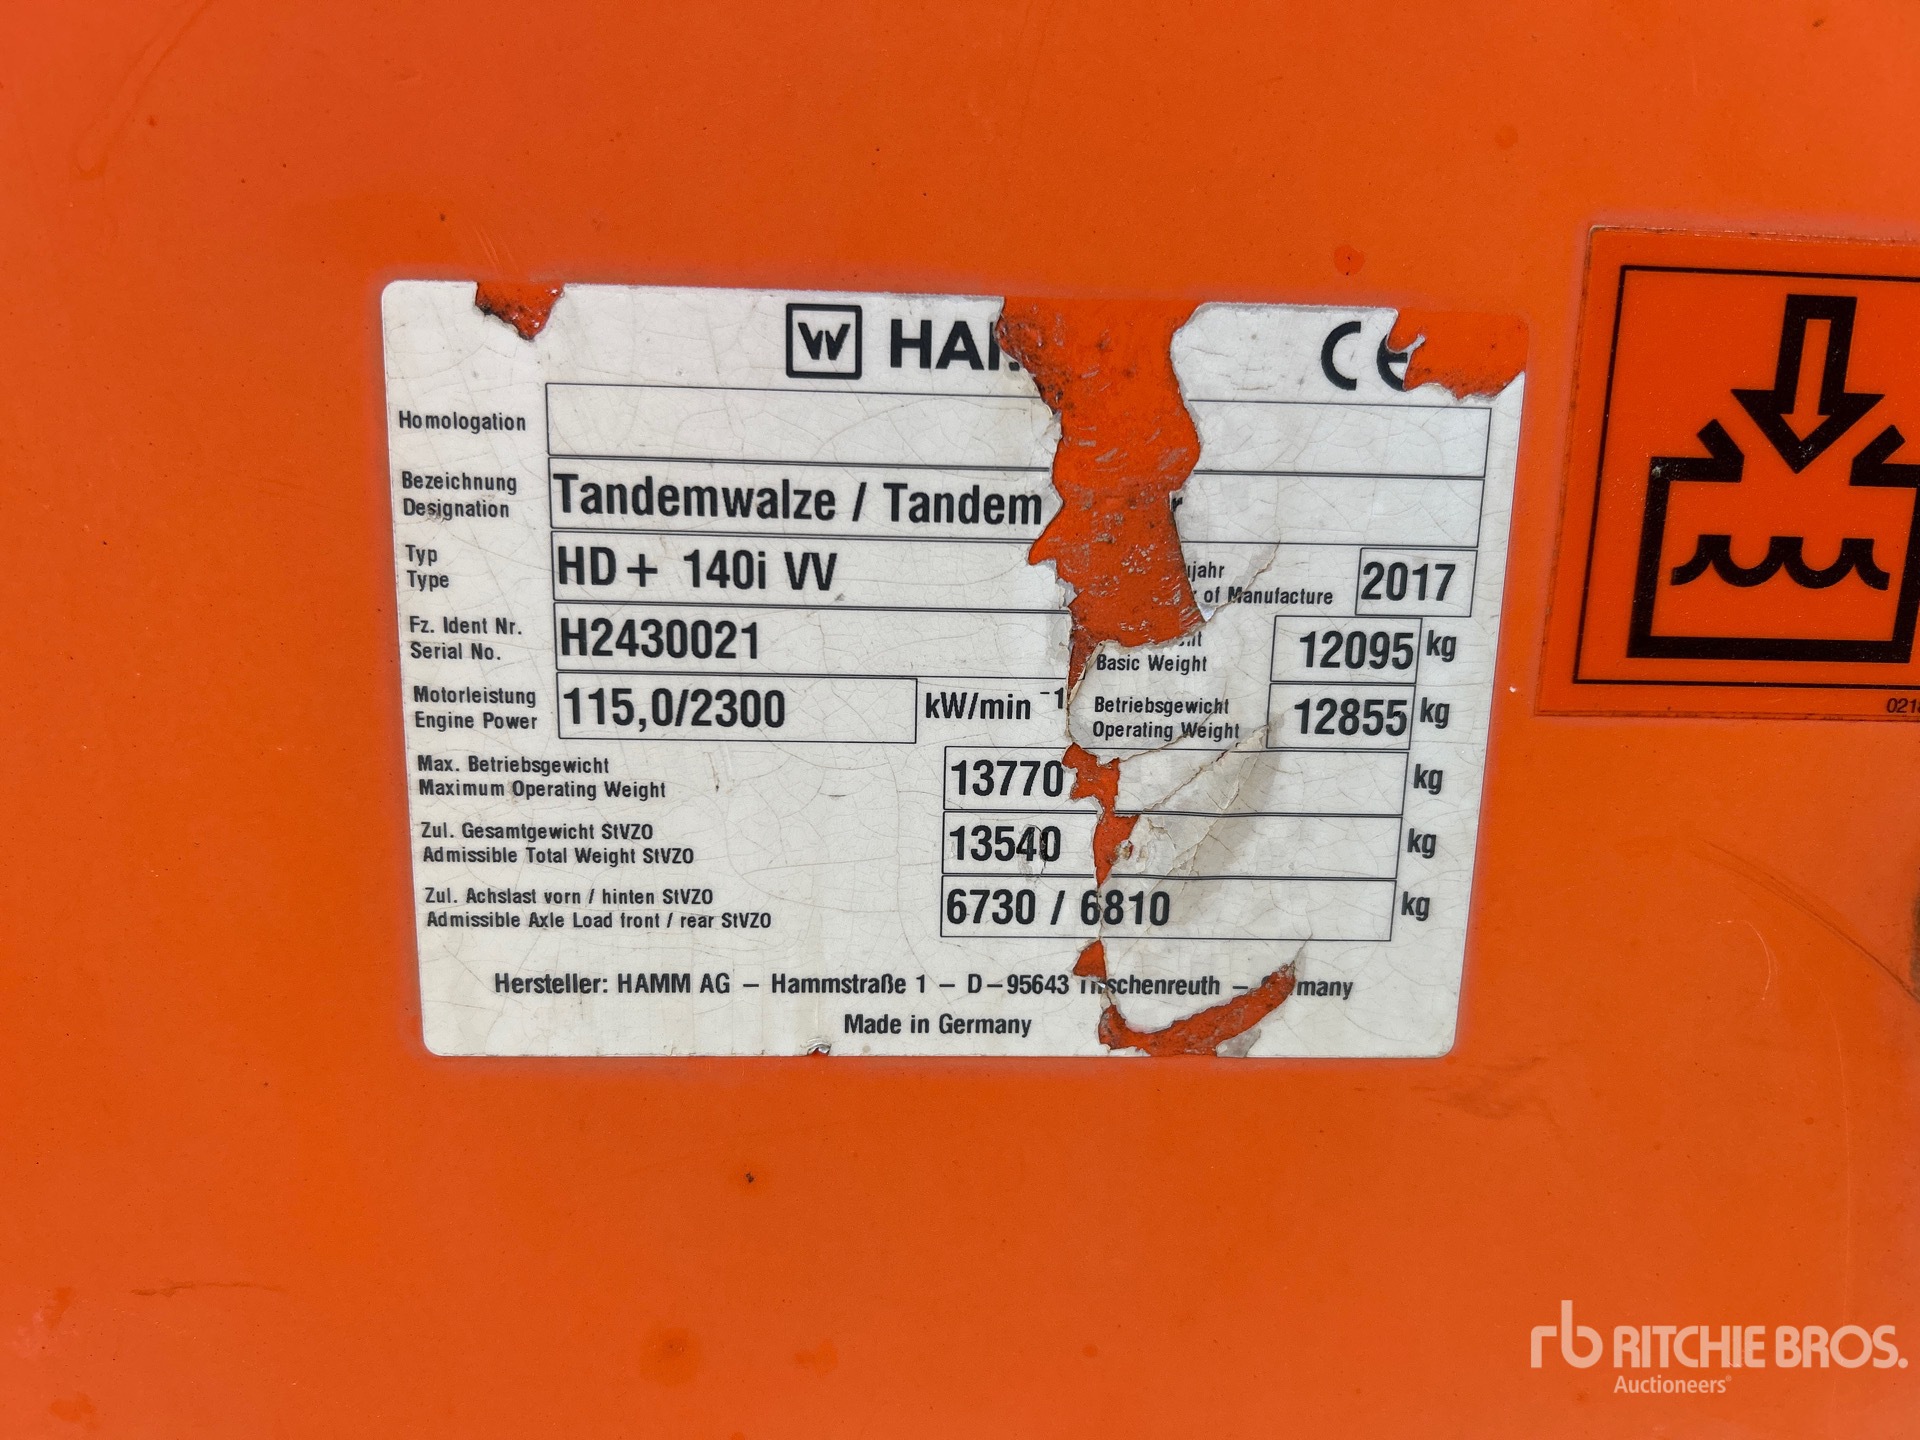 HAM
CE
Homologation
Bezeichnung
Designation
Tandemwalze / Tandem
Typ
Type
HD+ 140i VV
ujahr
of Manufacture
2017
Fz. Ident Nr.
Serial No.
H2430021
Basic Weight
12095 kg
Motorleistung
Engine Power
115,0/2300
kW/min⁻¹
Betriebsgewicht
Operating Weight
12855 kg
Max. Betriebsgewicht
Maximum Operating Weight
13770
kg
Zul. Gesamtgewicht StVZO
Admissible Total Weight StVZO
13540
kg
Zul. Achslast vorn / hinten StVZO
Admissible Axle Load front / rear StVZO
6730 / 6810
kg
Hersteller: HAMM AG – Hammstraße 1 – D–95643 Tirschenreuth – Germany
Made in Germany
021
rb RITCHIE BROS.
Auctioneers